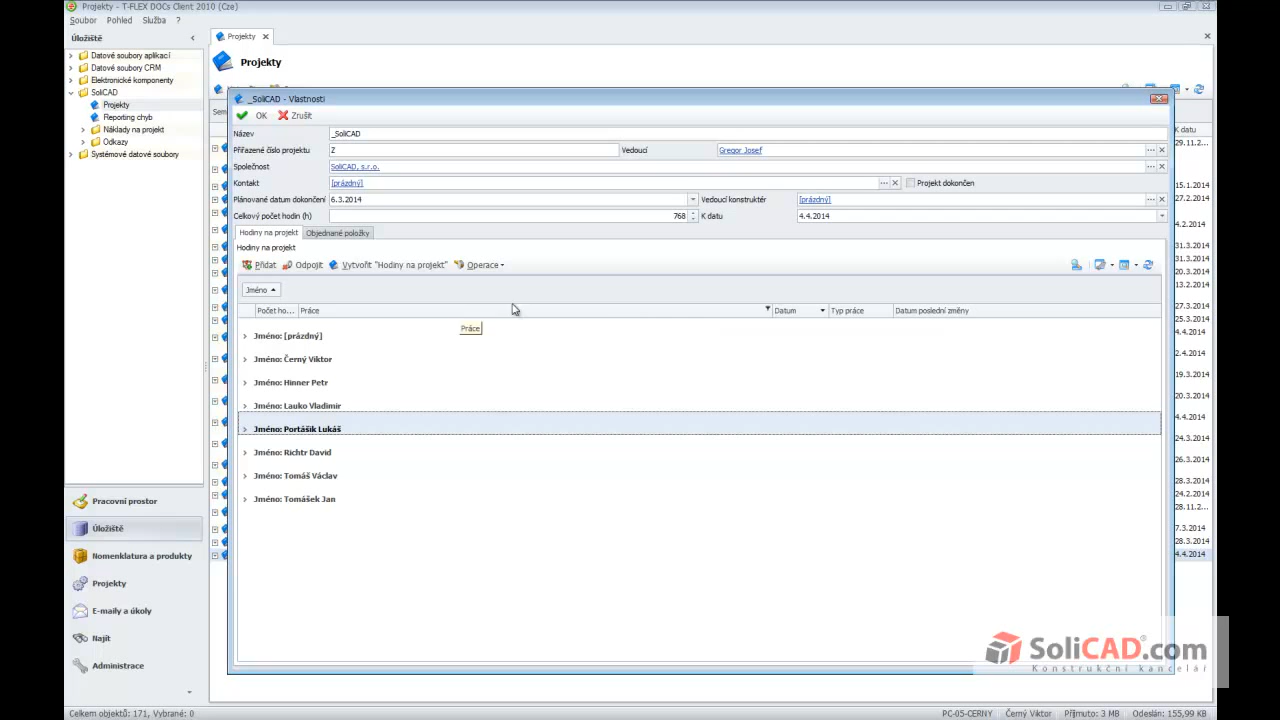 Projekty - T-FLEX DOCs Client 2010 (Cze)
Soubor Pohled Služba ?
Úložiště
Datové soubory aplikací
Datové soubory CRM
Elektronické komponenty
SoliCAD
Projekty
Reporting chyb
Náklady na projekt
Odkazy
Systémové datové soubory
Pracovní prostor
Úložiště
Nomenklatura a produkty
Projekty
E-maily a úkoly
Najít
Administrace
Projekty
Projekty
_SoliCAD - Vlastnosti
OK Zrušit
Název _SoliCAD
Přiřazené číslo projektu Z Vedoucí Gregor Josef
Společnost SoliCAD, s.r.o.
Kontakt [prázdný] Projekt dokončen
Plánované datum dokončení 6.3.2014 Vedoucí konstruktér [prázdný]
Celkový počet hodin (h) 768 K datu 4.4.2014
Hodiny na projekt Objednané položky
Hodiny na projekt
Přidat Odpojit Vytvořit "Hodiny na projekt" Operace
Jméno
Počet ho... Práce Datum Typ práce Datum poslední změny
Práce
Jméno: [prázdný]
Jméno: Černý Viktor
Jméno: Hinner Petr
Jméno: Lauko Vladimir
Jméno: Portášik Lukáš
Jméno: Richtr David
Jméno: Tomáš Václav
Jméno: Tomášek Jan
K datu
29.11.2...
15.1.2014
27.2.2014
4.4.2014
31.3.2014
31.3.2014
20.3.2014
13.2.2014
27.3.2014
25.3.2014
4.4.2014
2.4.2014
19.3.2014
20.3.2014
4.4.2014
24.3.2014
26.3.2014
28.3.2014
24.2.2014
28.11.2...
7.3.2014
28.3.2014
4.4.2014
SoliCAD.com
Konstrukční kancelář
Celkem objektů: 171, Vybrané: 0 PC-05-CERNY Černý Viktor Přijmuto: 3 MB Odeslán: 155,99 KB